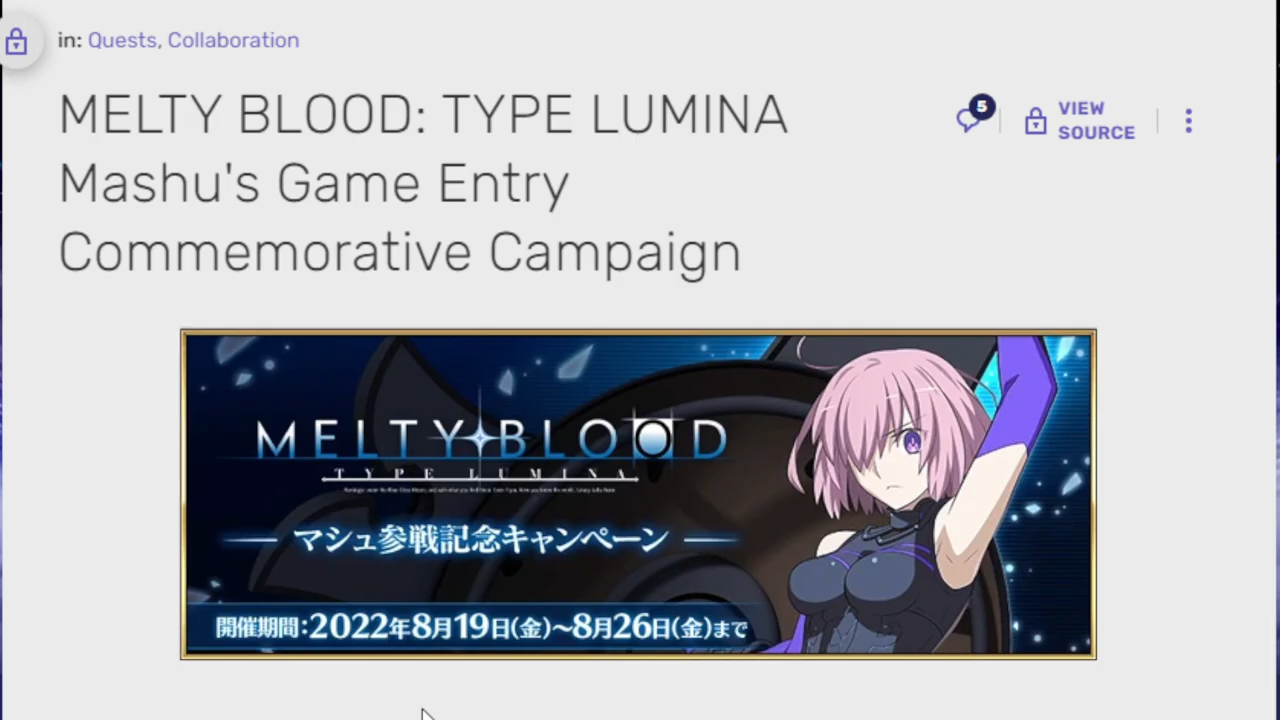 in: Quests, Collaboration
MELTY BLOOD: TYPE LUMINA
Mashu's Game Entry
Commemorative Campaign
5
VIEW
SOURCE
MELTY BLOOD
TYPE LUMINA
マシュ参戦記念キャンペーン
開催期間:2022年8月19日(金)~8月26日(金)まで